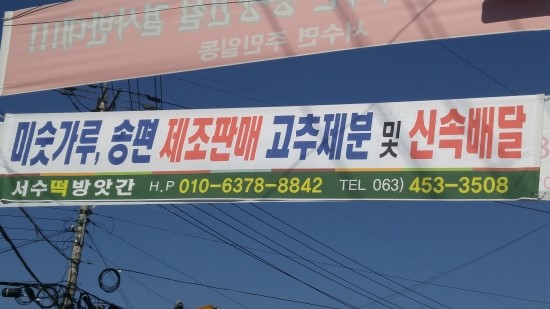 서수면 주민일동
미숫가루, 송편 제조판매 고추제분 및 신속배달
서수떡방앗간 H.P 010-6378-8842 TEL 063) 453-3508